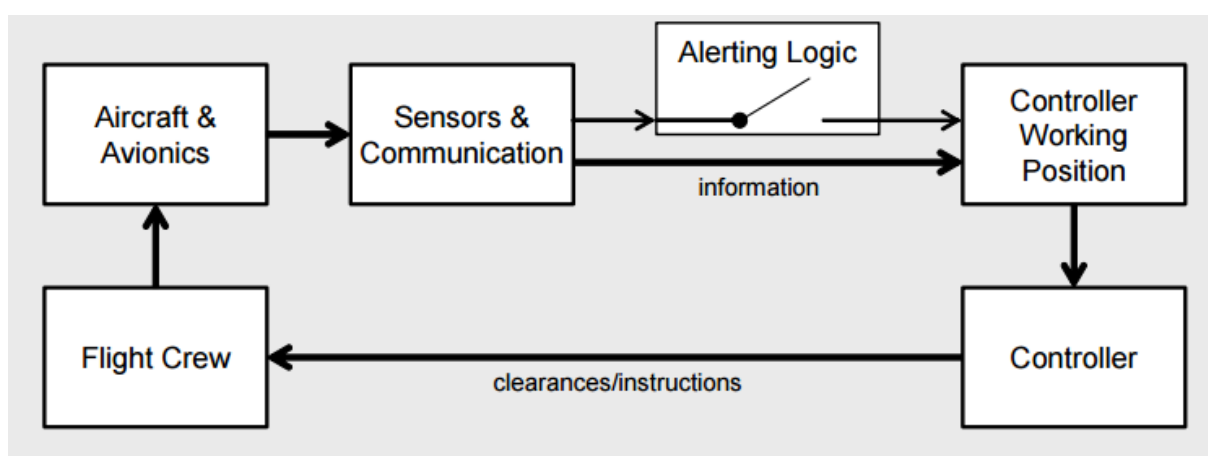 Alerting Logic
Aircraft &
Avionics
Sensors &
Communication
Controller
Working
Position
information
Flight Crew
Controller
clearances/instructions